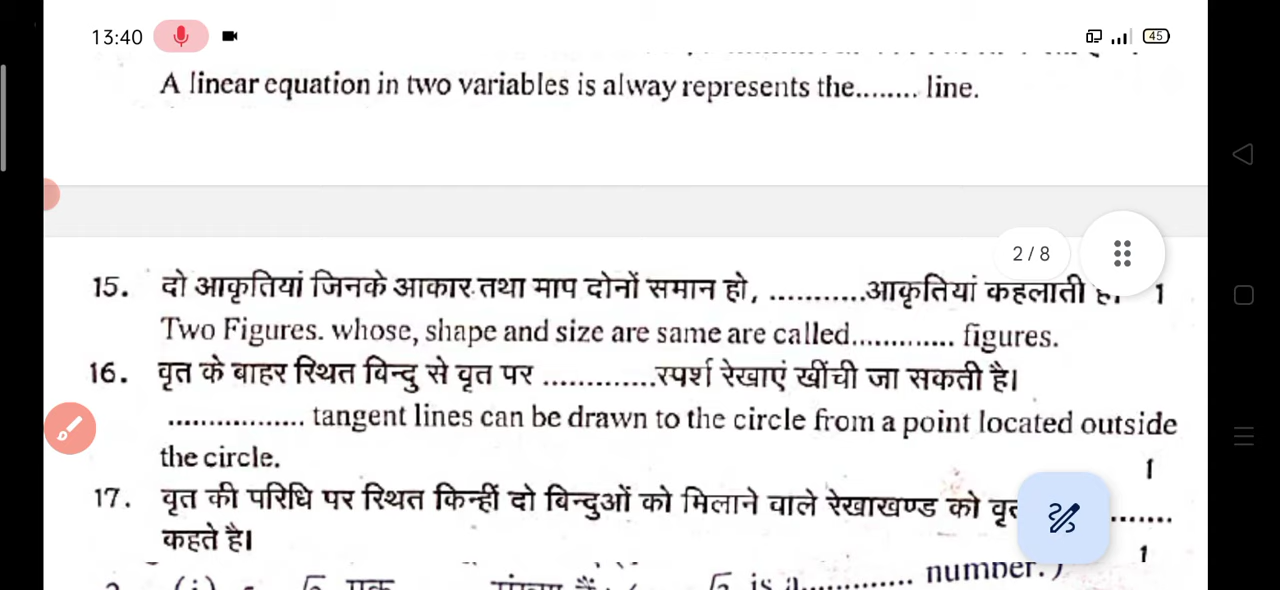 13:40
45
A linear equation in two variables is alway represents the........ line.
2 / 8
15. दो आकृतियां जिनके आकार तथा माप दोनों समान हो, ...........आकृतियां कहलाती 1
Two Figures. whose, shape and size are same are called............. figures.
16. वृत के बाहर स्थित विन्दु से वृत पर .............स्पर्श रेखाएं खींची जा सकती है।
................. tangent lines can be drawn to the circle from a point located outside
the circle. 1
17. वृत की परिधि पर स्थित किन्हीं दो विन्दुओं को मिलाने वाले रेखाखण्ड को ........
कहते है। 1
is a............ number.)